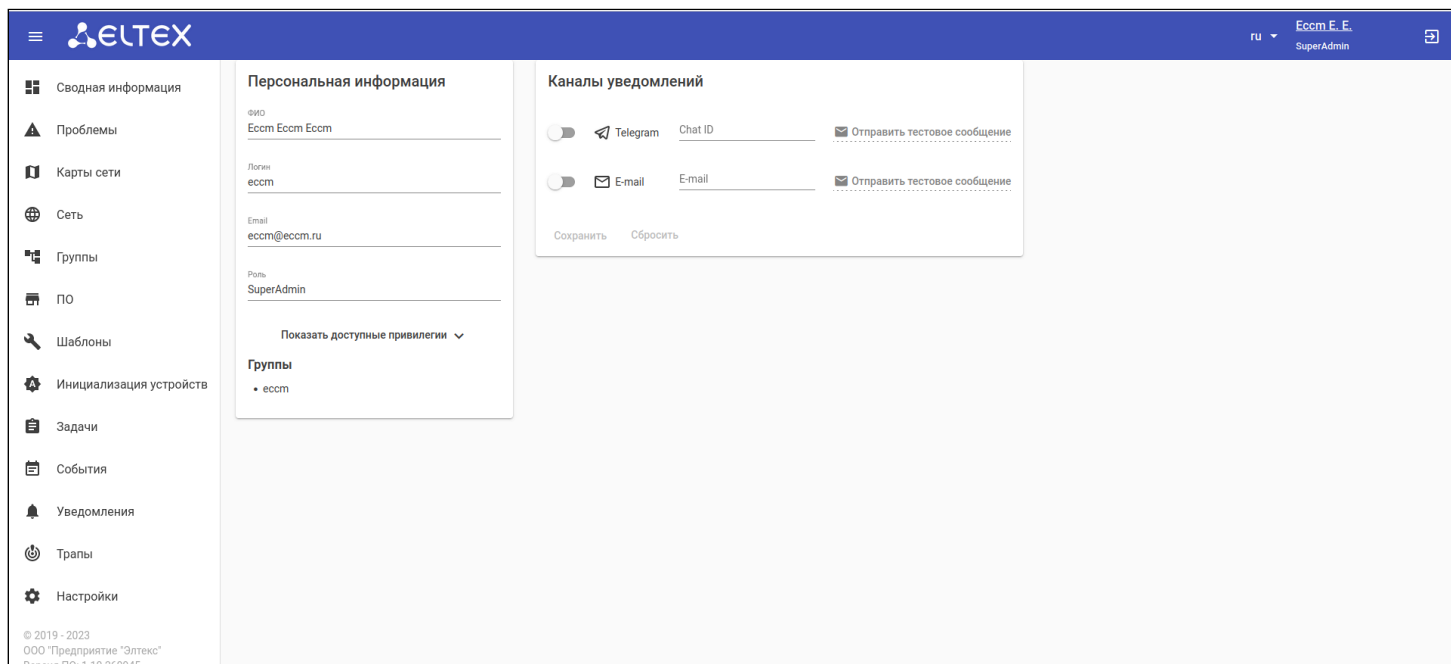 ELTEX
ru
Eccm E. E.
SuperAdmin
Сводная информация
Проблемы
Карты сети
Сеть
Группы
ПО
Шаблоны
Инициализация устройств
Задачи
События
Уведомления
Трапы
Настройки
© 2019 - 2023
ООО "Предприятие "Элтекс"
Персональная информация
ФИО
Eccm Eccm Eccm
Логин
eccm
Email
eccm@eccm.ru
Роль
SuperAdmin
Показать доступные привилегии
Группы
• eccm
Каналы уведомлений
Telegram Chat ID Отправить тестовое сообщение
E-mail E-mail Отправить тестовое сообщение
Сохранить Сбросить